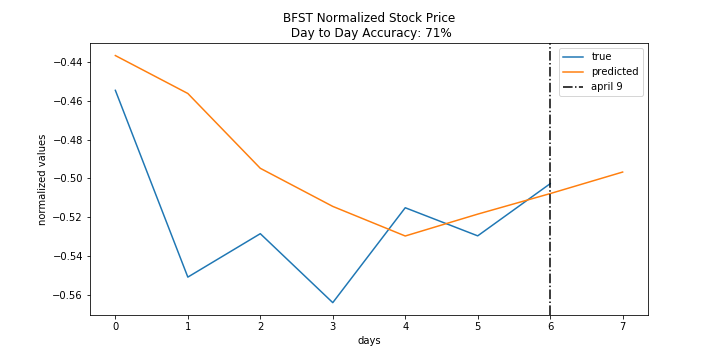 BFST Normalized Stock Price
Day to Day Accuracy: 71%
true
predicted
april 9
normalized values
−0.44
−0.46
−0.48
−0.50
−0.52
−0.54
−0.56
0 1 2 3 4 5 6 7
days